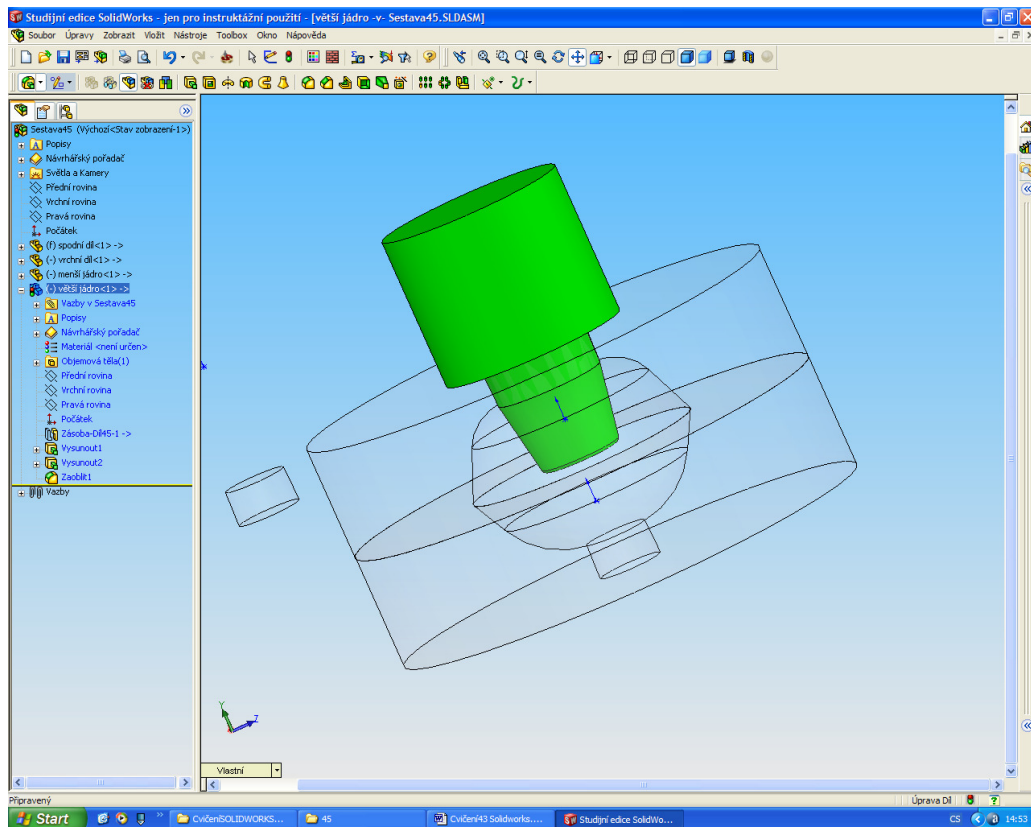 Studijní edice SolidWorks - jen pro instruktážní použití - [větší jádro -v- Sestava45.SLDASM]
Soubor Úpravy Zobrazit Vložit Nástroje Toolbox Okno Nápověda
Sestava45 (Výchozí<Stav zobrazení-1>)
Popisy
Návrhářský pořadač
Světla a Kamery
Přední rovina
Vrchní rovina
Pravá rovina
Počátek
(f) spodní díl<1> ->
(-) vrchní díl<1> ->
(-) menší jádro<1> ->
(-) větší jádro<1> ->
Vazby v Sestava45
Popisy
Návrhářský pořadač
Materiál <není určen>
Objemová těla(1)
Přední rovina
Vrchní rovina
Pravá rovina
Počátek
Zásoba-Díl45-1 ->
Vysunout1
Vysunout2
Zaoblit1
Vazby
Y
Z
Vlastní
Připravený
Úprava Díl
Start
CvičeníSOLIDWORKS...
45
Cvičení43 Solidworks....
Studijní edice SolidWo...
CS
14:53